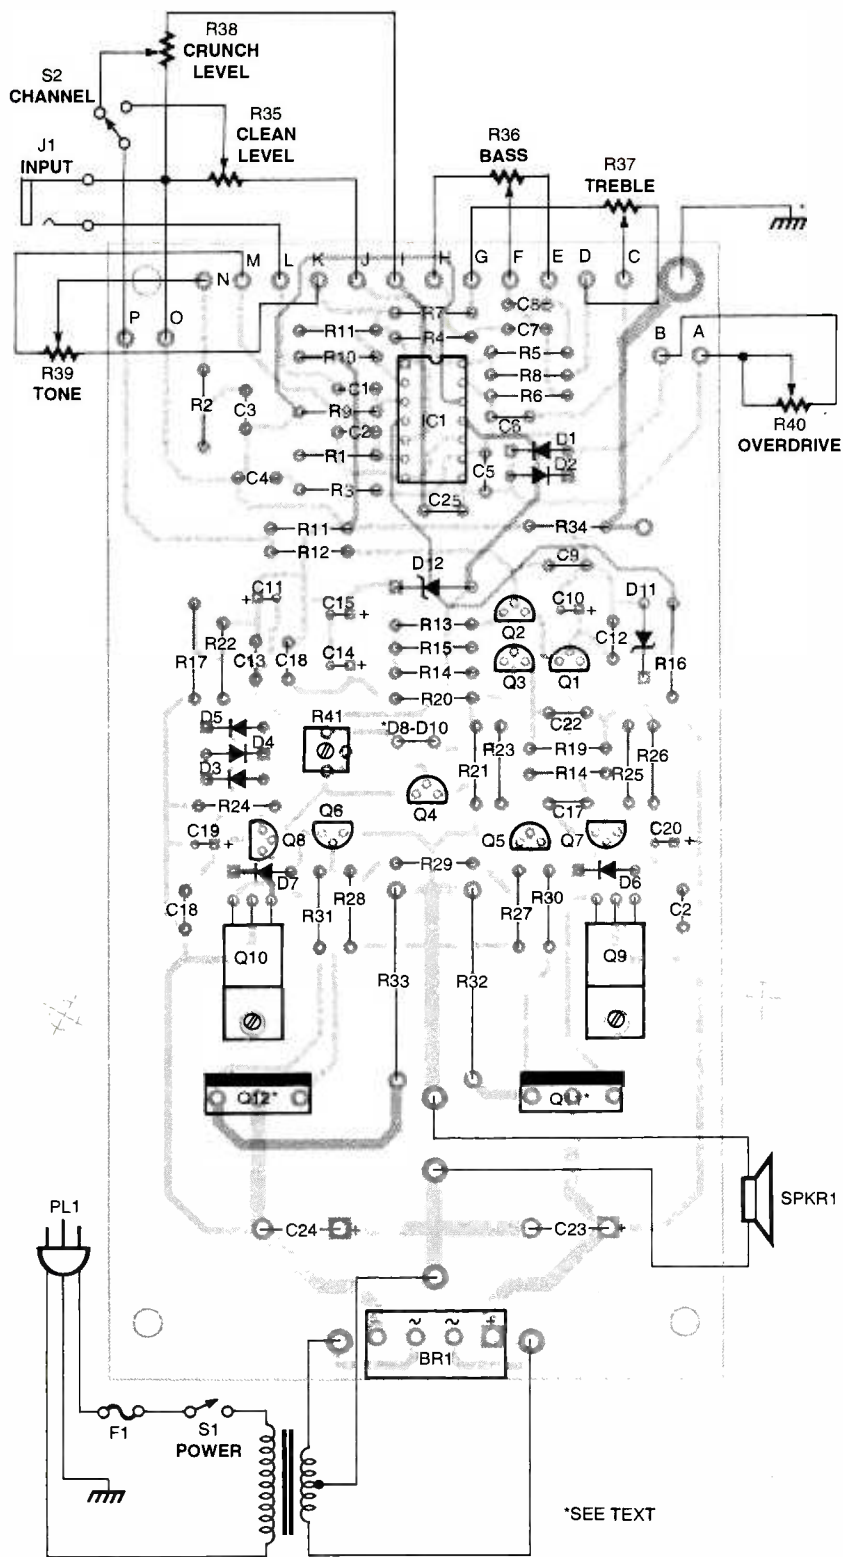 R38
CRUNCH
LEVEL
S2
CHANNEL
R35
CLEAN
LEVEL
J1
INPUT
R36
BASS
R37
TREBLE
N
M
L
K
J
I
H
G
F
E
D
C
P
O
B
A
R39
TONE
R40
OVERDRIVE
R7
R4
C8
C7
R11
R10
R5
R8
R6
R2
C3
C1
R9
C2
IC1
C6
D1
D2
R1
C4
R3
C5
C25
R11
R12
R34
D12
C9
C11
+
C15
+
C10
+
D11
Q2
C12
R17
R22
C13
C18
C14
+
R13
R15
R14
R20
Q3
Q1
R16
D5
D4
D3
R41
*D8-D10
C22
R21
R23
R19
R14
R25
R26
R24
Q4
C17
C19
+
Q8
Q6
Q5
Q7
C20
+
D7
R29
D6
C18
R31
R28
R27
R30
C2
Q10
R33
R32
Q9
Q12*
Q11*
SPKR1
PL1
C24
+
C23
+
- ~ ~ +
BR1
F1
S1
POWER
*SEE TEXT